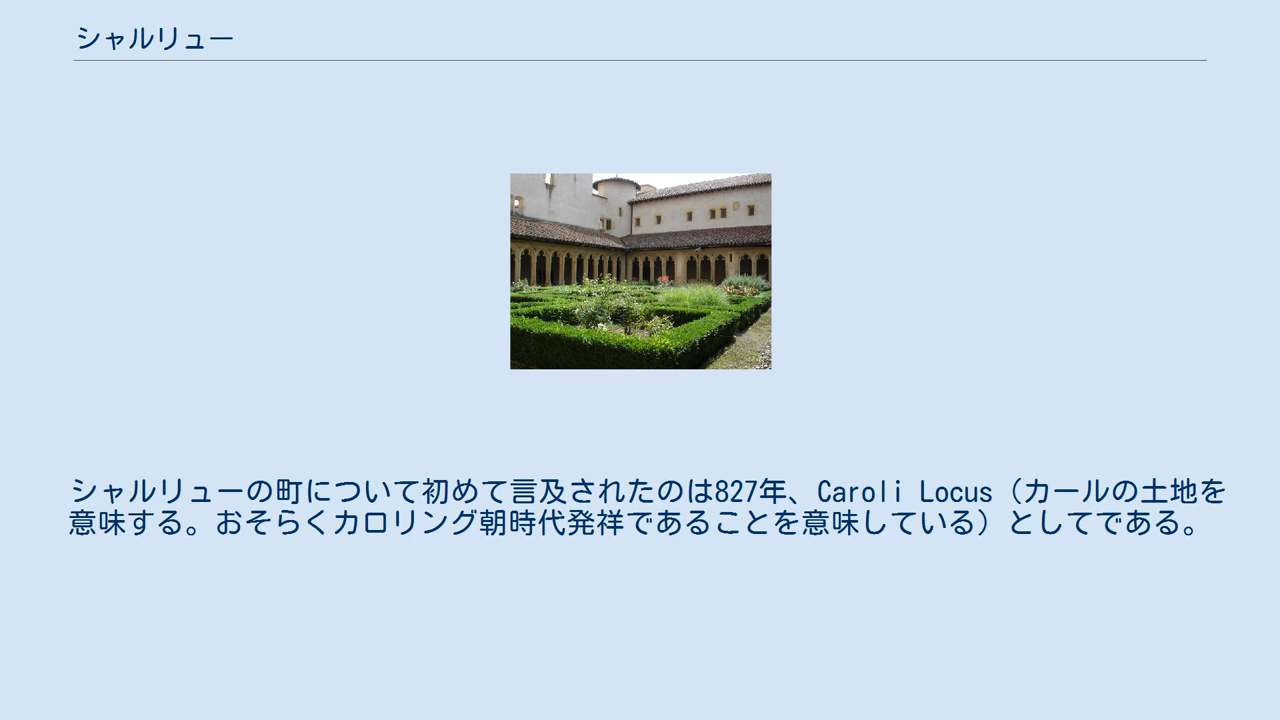 シャルリュー
シャルリューの町について初めて言及されたのは827年、Caroli Locus（カールの土地を
意味する。おそらくカロリング朝時代発祥であることを意味している）としてである。